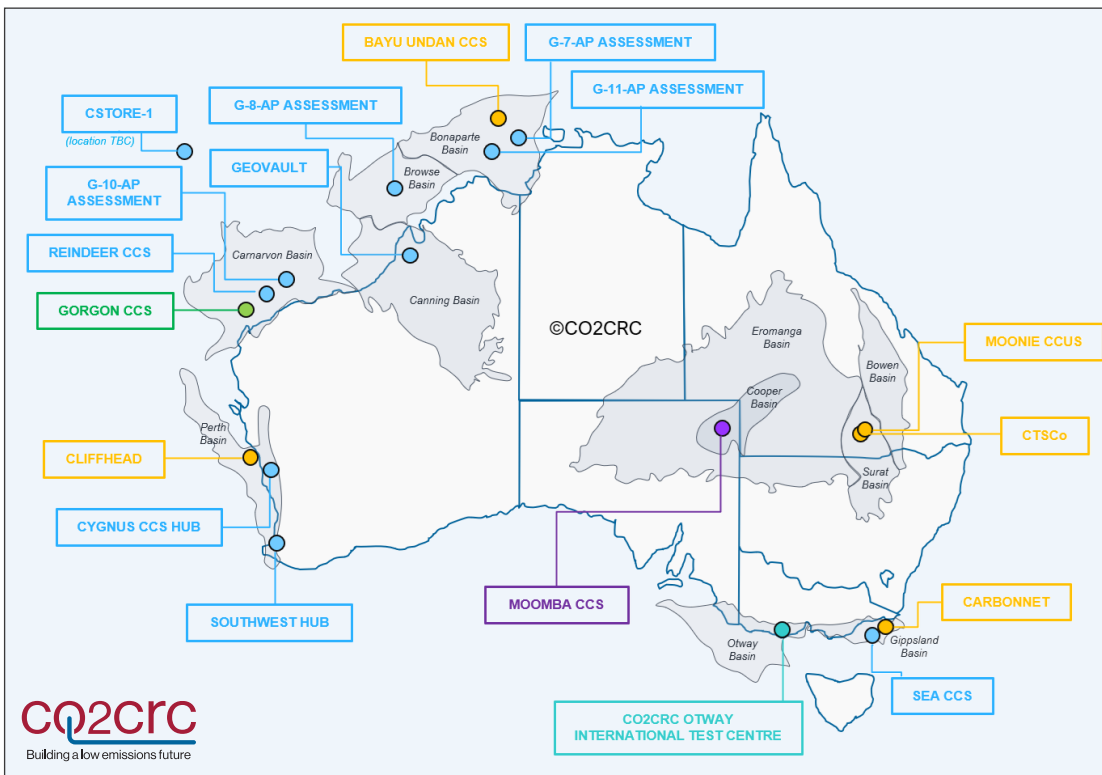 BAYU UNDAN CCS
G-7-AP ASSESSMENT
G-8-AP ASSESSMENT
G-11-AP ASSESSMENT
CSTORE-1
(location TBC)
GEOVAULT
G-10-AP
ASSESSMENT
REINDEER CCS
GORGON CCS
Bonaparte
Basin
Browse
Basin
Carnarvon Basin
Canning Basin
©CO2CRC
Eromanga
Basin
Cooper
Basin
Bowen
Basin
Surat
Basin
MOONIE CCUS
CTSCo
Perth
Basin
CLIFFHEAD
CYGNUS CCS HUB
SOUTHWEST HUB
MOOMBA CCS
CARBONNET
Otway
Basin
Gippsland
Basin
SEA CCS
CO2CRC OTWAY
INTERNATIONAL TEST CENTRE
CO2CRC
Building a low emissions future